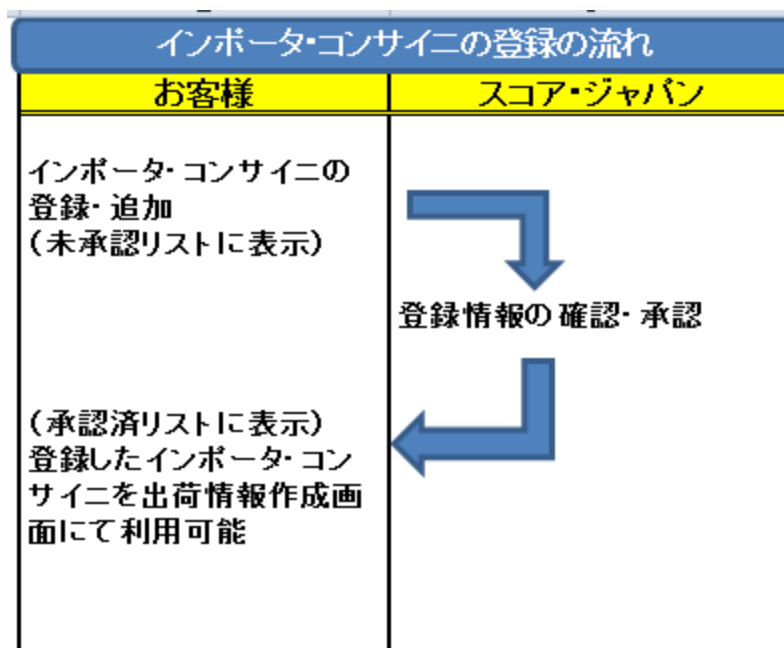 インポータ・コンサイニの登録の流れ
お客様
スコア・ジャパン
インポータ・コンサイニの
登録・追加
(未承認リストに表示)
登録情報の確認・承認
(承認済リストに表示)
登録したインポータ・コン
サイニを出荷情報作成画
面にて利用可能